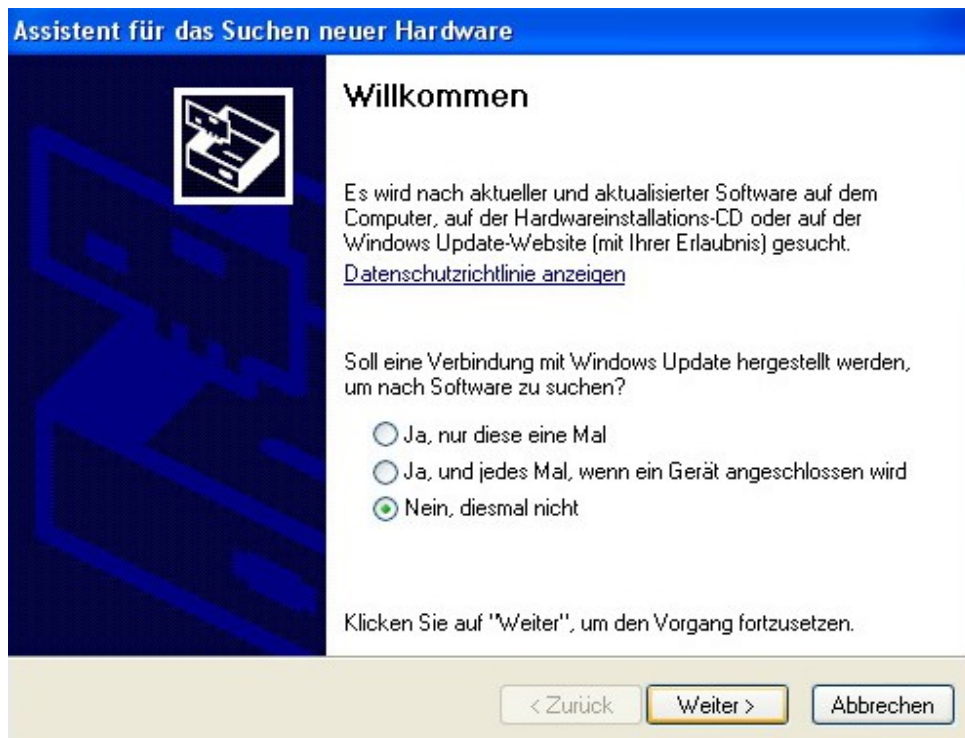 Assistent für das Suchen neuer Hardware
Willkommen
Es wird nach aktueller und aktualisierter Software auf dem
Computer, auf der Hardwareinstallations-CD oder auf der
Windows Update-Website (mit Ihrer Erlaubnis) gesucht.
Datenschutzrichtlinie anzeigen
Soll eine Verbindung mit Windows Update hergestellt werden,
um nach Software zu suchen?
Ja, nur diese eine Mal
Ja, und jedes Mal, wenn ein Gerät angeschlossen wird
Nein, diesmal nicht
Klicken Sie auf "Weiter", um den Vorgang fortzusetzen.
< Zurück Weiter > Abbrechen